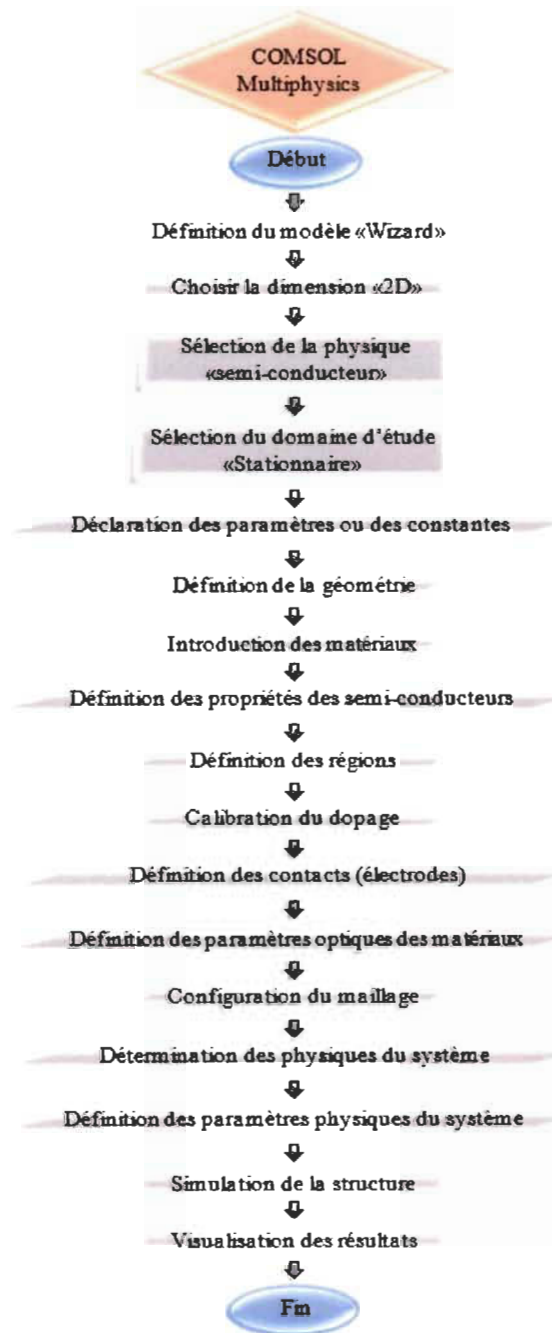 COMSOL
Multiphysics
Début
Définition du modèle «Wizard»
Choisir la dimension «2D»
Sélection de la physique
«semi-conducteur»
Sélection du domaine d'étude
«Stationnaire»
Déclaration des paramètres ou des constantes
Définition de la géométrie
Introduction des matériaux
Définition des propriétés des semi-conducteurs
Définition des régions
Calibration du dopage
Définition des contacts (électrodes)
Définition des paramètres optiques des matériaux
Configuration du maillage
Détermination des physiques du système
Définition des paramètres physiques du système
Simulation de la structure
Visualisation des résultats
Fin